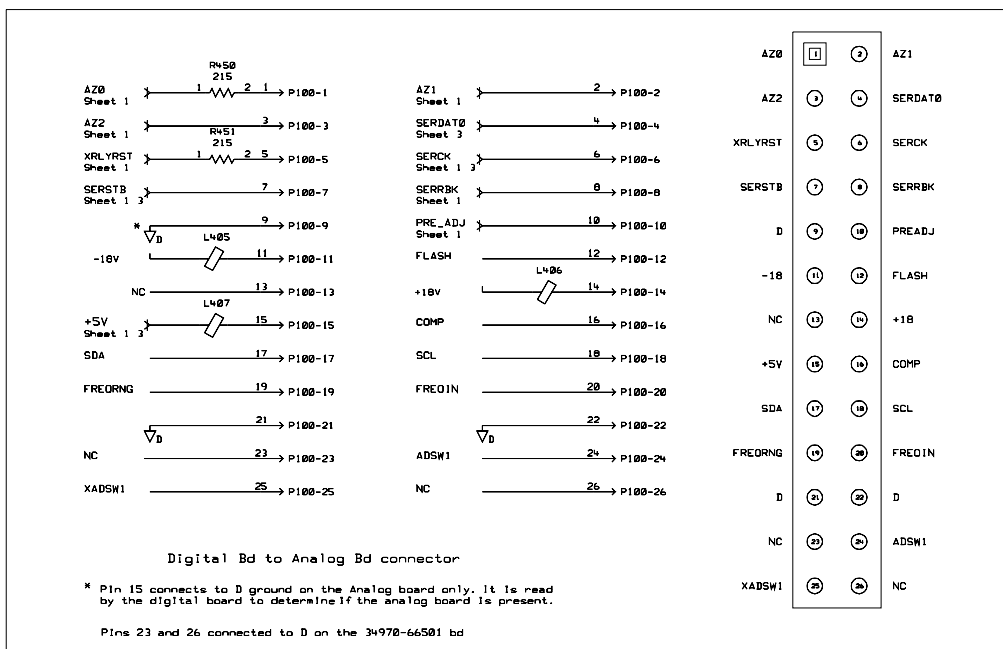 R450
215
AZ0 1 2 1 P100-1
Sheet 1
AZ2 3 P100-3
Sheet 1
R451
215
XRLYRST 1 2 5 P100-5
Sheet 1
SERSTB 7 P100-7
Sheet 1 3
* 9 P100-9
D
L405
-18V 11 P100-11
NC 13 P100-13
L407
+5V 15 P100-15
Sheet 1 3
SDA 17 P100-17
FREQRNG 19 P100-19
21 P100-21
D
NC 23 P100-23
XADSW1 25 P100-25
AZ1 2 P100-2
Sheet 1
SERDAT0 4 P100-4
Sheet 3
SERCK 6 P100-6
Sheet 1 3
SERRBK 8 P100-8
Sheet 1
PRE_ADJ 10 P100-10
Sheet 1
FLASH 12 P100-12
L406
+18V 14 P100-14
COMP 16 P100-16
SCL 18 P100-18
FREQIN 20 P100-20
22 P100-22
D
ADSW1 24 P100-24
NC 26 P100-26
AZ0 1 2 AZ1
AZ2 3 4 SERDAT0
XRLYRST 5 6 SERCK
SERSTB 7 8 SERRBK
D 9 10 PREADJ
-18 11 12 FLASH
NC 13 14 +18
+5V 15 16 COMP
SDA 17 18 SCL
FREQRNG 19 20 FREQIN
D 21 22 D
NC 23 24 ADSW1
XADSW1 25 26 NC
Digital Bd to Analog Bd connector
* Pin 15 connects to D ground on the Analog board only. It is read
by the digital board to determine if the analog board is present.
Pins 23 and 26 connected to D on the 34970-66501 bd